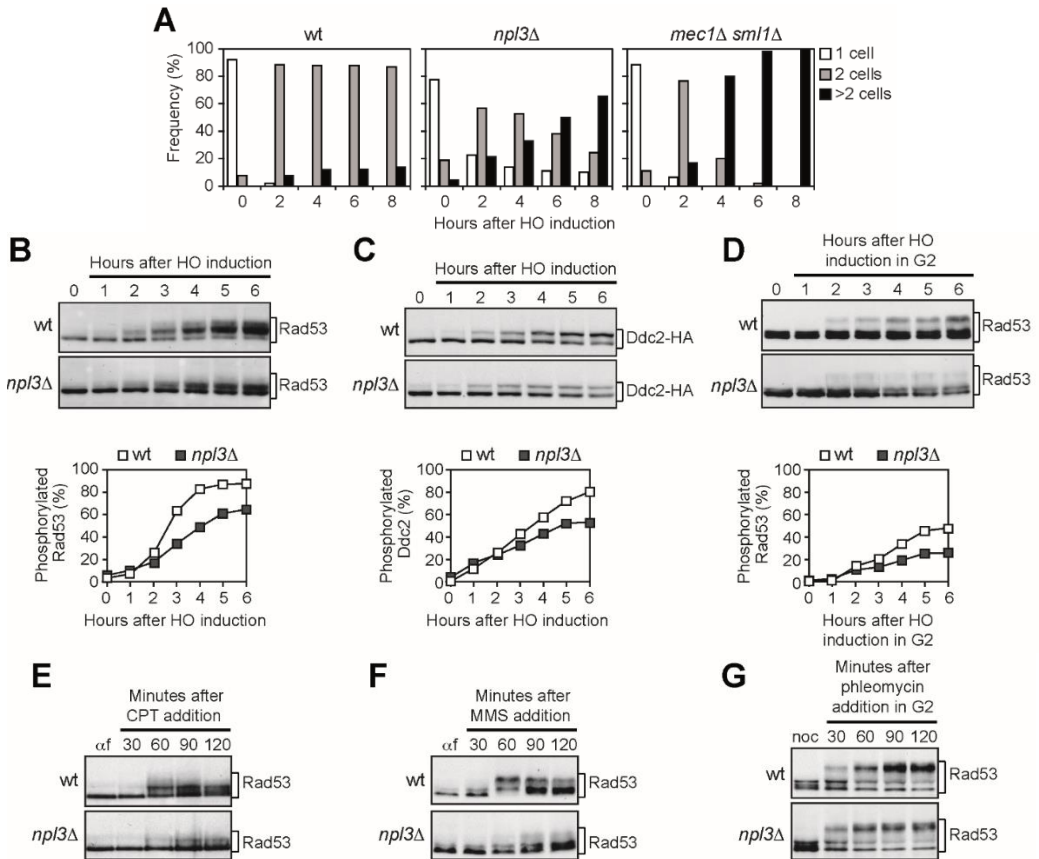 A
wt
npl3Δ
mec1Δ sml1Δ
1 cell
2 cells
>2 cells
Frequency (%)
100
80
60
40
20
0
0 2 4 6 8
0 2 4 6 8
0 2 4 6 8
Hours after HO induction
B
Hours after HO induction
0 1 2 3 4 5 6
wt
Rad53
npl3Δ
Rad53
wt npl3Δ
Phosphorylated
Rad53 (%)
100
80
60
40
20
0
0 1 2 3 4 5 6
Hours after HO induction
C
Hours after HO induction
0 1 2 3 4 5 6
wt
Ddc2-HA
npl3Δ
Ddc2-HA
wt npl3Δ
Phosphorylated
Ddc2 (%)
100
80
60
40
20
0
0 1 2 3 4 5 6
Hours after HO induction
D
Hours after HO
induction in G2
0 1 2 3 4 5 6
wt
Rad53
npl3Δ
Rad53
wt npl3Δ
Phosphorylated
Rad53 (%)
100
80
60
40
20
0
0 1 2 3 4 5 6
Hours after HO
induction in G2
E
Minutes after
CPT addition
αf 30 60 90 120
wt
Rad53
npl3Δ
Rad53
F
Minutes after
MMS addition
αf 30 60 90 120
wt
Rad53
npl3Δ
Rad53
G
Minutes after
phleomycin
addition in G2
noc 30 60 90 120
wt
Rad53
npl3Δ
Rad53